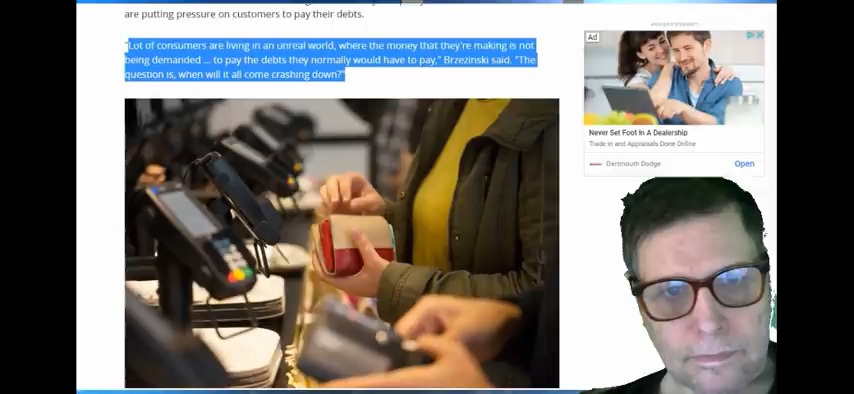 are putting pressure on customers to pay their debts.
"Lot of consumers are living in an unreal world, where the money that they're making is not
being demanded ... to pay the debts they normally would have to pay," Brzezinski said. "The
question is, when will it all come crashing down?"
Ad
Never Set Foot In A Dealership
Trade in and Appraisals Done Online
Dartmouth Dodge
Open